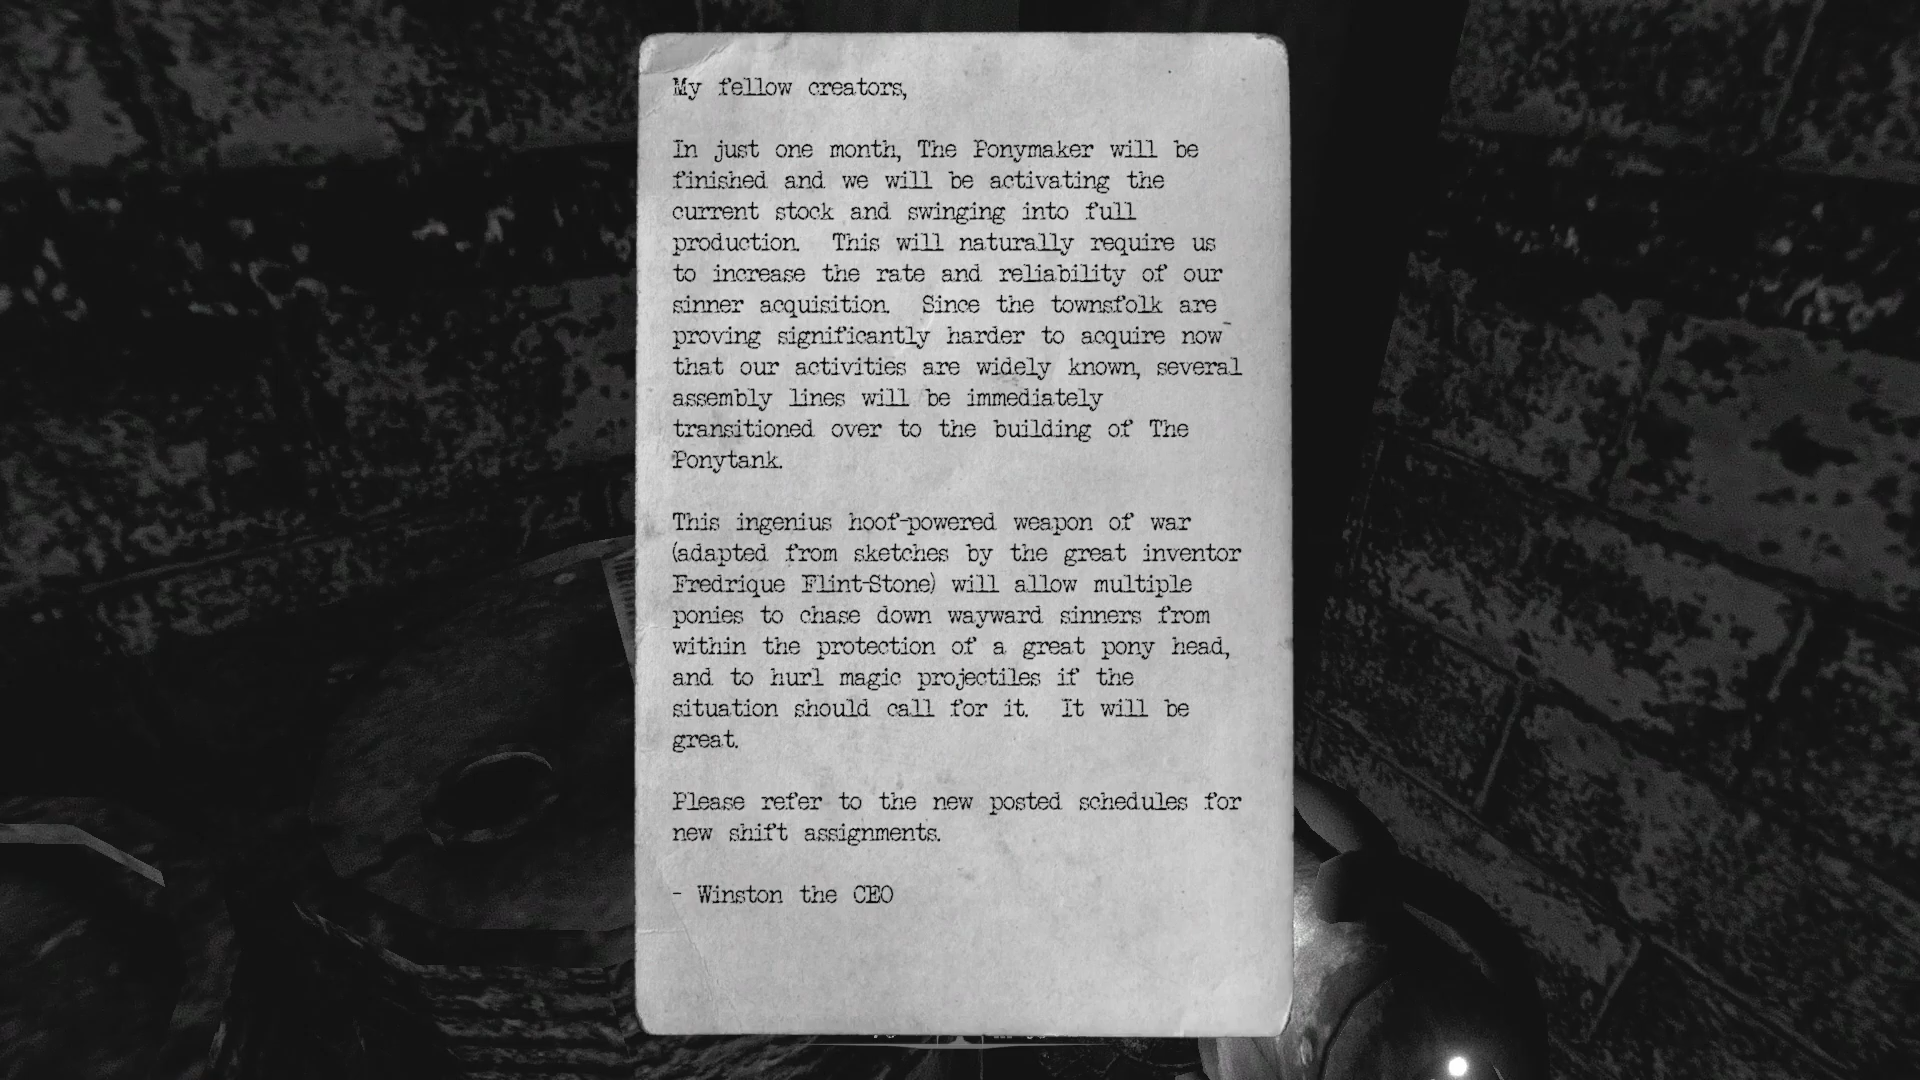 My fellow creators,
In just one month, The Ponymaker will be
finished and we will be activating the
current stock and swinging into full
production.  This will naturally require us
to increase the rate and reliability of our
sinner acquisition.  Since the townsfolk are
proving significantly harder to acquire now
that our activities are widely known, several
assembly lines will be immediately
transitioned over to the building of The
Ponytank.
This ingenius hoof-powered weapon of war
(adapted from sketches by the great inventor
Fredrique Flint-Stone) will allow multiple
ponies to chase down wayward sinners from
within the protection of a great pony head,
and to hurl magic projectiles if the
situation should call for it.  It will be
great.
Please refer to the new posted schedules for
new shift assignments.
- Winston the CEO